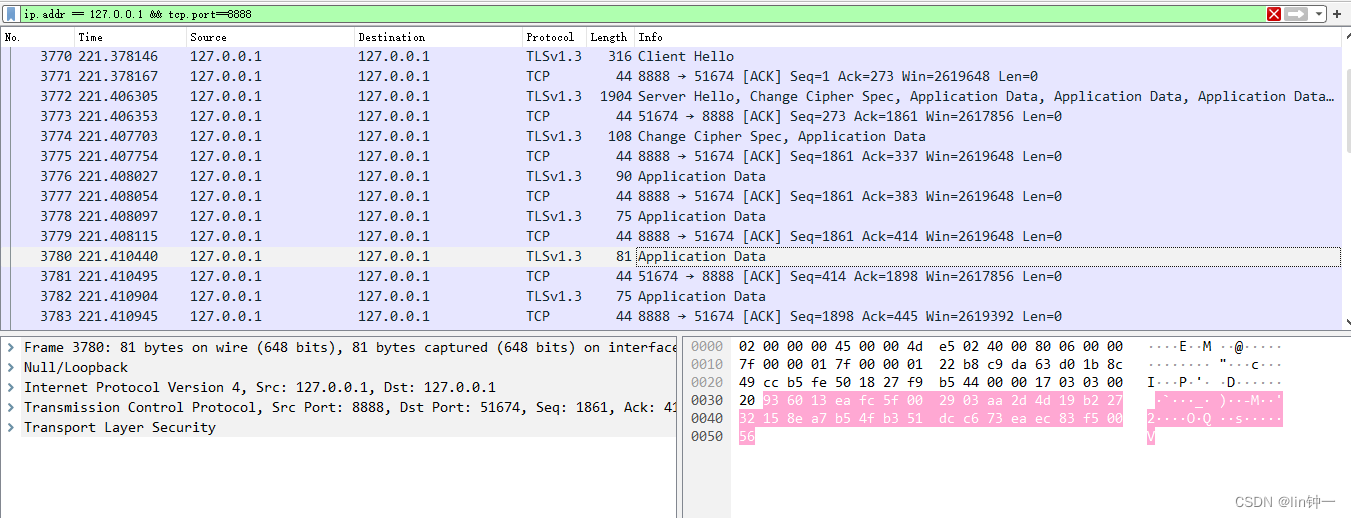 ip.addr == 127.0.0.1 && tcp.port==8888
No. Time Source Destination Protocol Length Info
3770 221.378146 127.0.0.1 127.0.0.1 TLSv1.3 316 Client Hello
3771 221.378167 127.0.0.1 127.0.0.1 TCP 44 8888 → 51674 [ACK] Seq=1 Ack=273 Win=2619648 Len=0
3772 221.406305 127.0.0.1 127.0.0.1 TLSv1.3 1904 Server Hello, Change Cipher Spec, Application Data, Application Data, Application Data…
3773 221.406353 127.0.0.1 127.0.0.1 TCP 44 51674 → 8888 [ACK] Seq=273 Ack=1861 Win=2617856 Len=0
3774 221.407703 127.0.0.1 127.0.0.1 TLSv1.3 108 Change Cipher Spec, Application Data
3775 221.407754 127.0.0.1 127.0.0.1 TCP 44 8888 → 51674 [ACK] Seq=1861 Ack=337 Win=2619648 Len=0
3776 221.408027 127.0.0.1 127.0.0.1 TLSv1.3 90 Application Data
3777 221.408054 127.0.0.1 127.0.0.1 TCP 44 8888 → 51674 [ACK] Seq=1861 Ack=383 Win=2619648 Len=0
3778 221.408097 127.0.0.1 127.0.0.1 TLSv1.3 75 Application Data
3779 221.408115 127.0.0.1 127.0.0.1 TCP 44 8888 → 51674 [ACK] Seq=1861 Ack=414 Win=2619648 Len=0
3780 221.410440 127.0.0.1 127.0.0.1 TLSv1.3 81 Application Data
3781 221.410495 127.0.0.1 127.0.0.1 TCP 44 51674 → 8888 [ACK] Seq=414 Ack=1898 Win=2617856 Len=0
3782 221.410904 127.0.0.1 127.0.0.1 TLSv1.3 75 Application Data
3783 221.410945 127.0.0.1 127.0.0.1 TCP 44 8888 → 51674 [ACK] Seq=1898 Ack=445 Win=2619392 Len=0
Frame 3780: 81 bytes on wire (648 bits), 81 bytes captured (648 bits) on interface
Null/Loopback
Internet Protocol Version 4, Src: 127.0.0.1, Dst: 127.0.0.1
Transmission Control Protocol, Src Port: 8888, Dst Port: 51674, Seq: 1861, Ack: 41
Transport Layer Security
0000 02 00 00 00 45 00 00 4d e5 02 40 00 80 06 00 00 ····E··M ··@·····
0010 7f 00 00 01 7f 00 00 01 22 b8 c9 da 63 d0 1b 8c ········ "···c···
0020 49 cc b5 fe 50 18 27 f9 b5 44 00 00 17 03 03 00 I···P·'· ·D······
0030 20 93 60 13 ea fc 5f 00 29 03 aa 2d 4d 19 b2 27 ·`···_· )··-M··'
0040 32 15 8e a7 b5 4f b3 51 dc c6 73 ea ec 83 f5 00 2····O·Q ··s·····
0050 56 V
CSDN @lin钟一